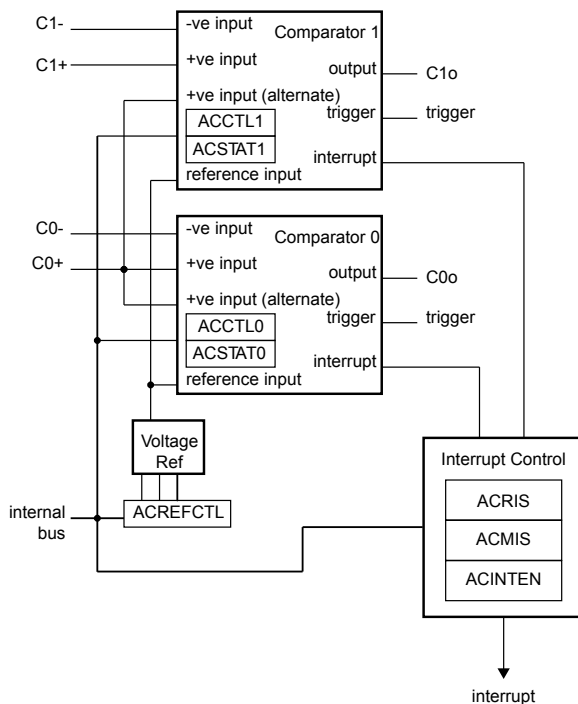 C1-
-ve input
Comparator 1
C1+
+ve input
output
C1o
+ve input (alternate)
trigger
trigger
ACCTL1
ACSTAT1
interrupt
reference input
C0-
-ve input
Comparator 0
C0+
+ve input
output
C0o
+ve input (alternate)
trigger
trigger
ACCTL0
ACSTAT0
interrupt
reference input
Voltage
Ref
Interrupt Control
internal
bus
ACREFCTL
ACRIS
ACMIS
ACINTEN
interrupt